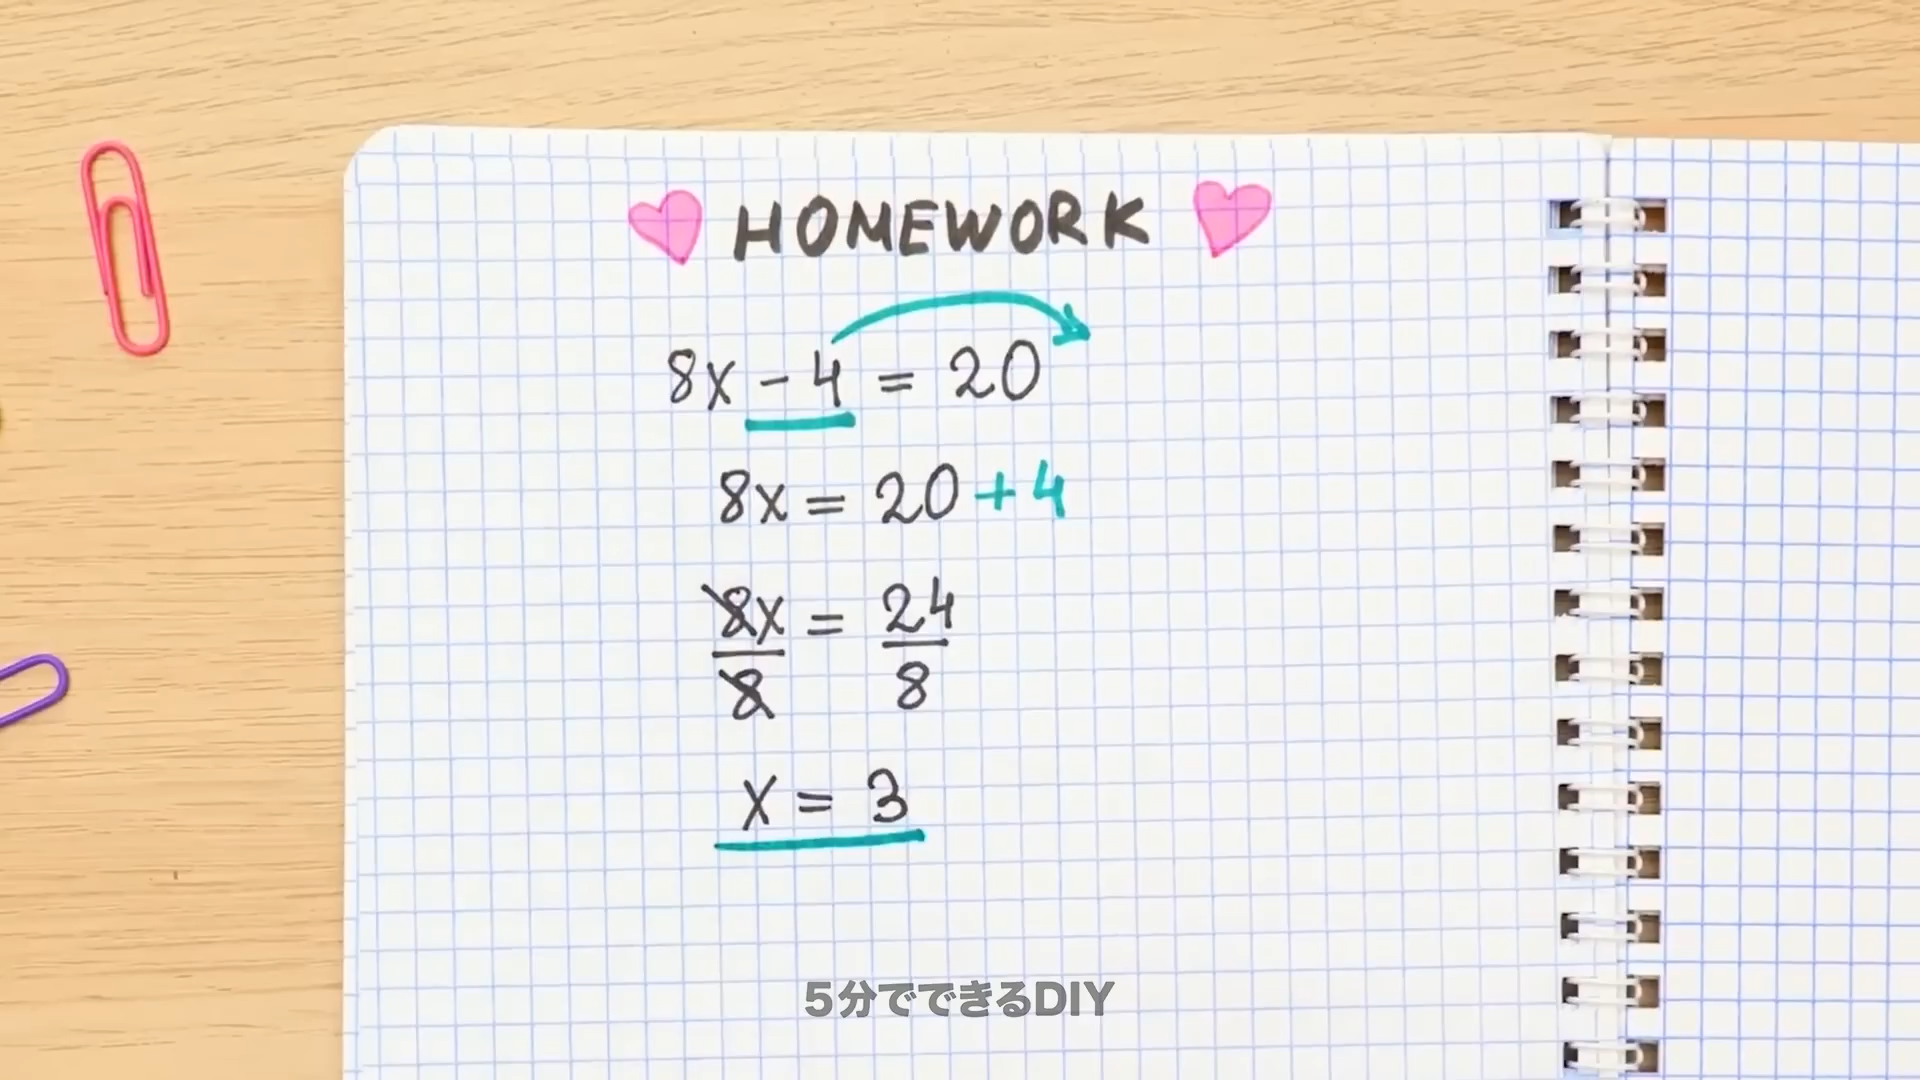 HOMEWORK
8x - 4 = 20
8x = 20 + 4
8x/8 = 24/8
x = 3
5分でできるDIY